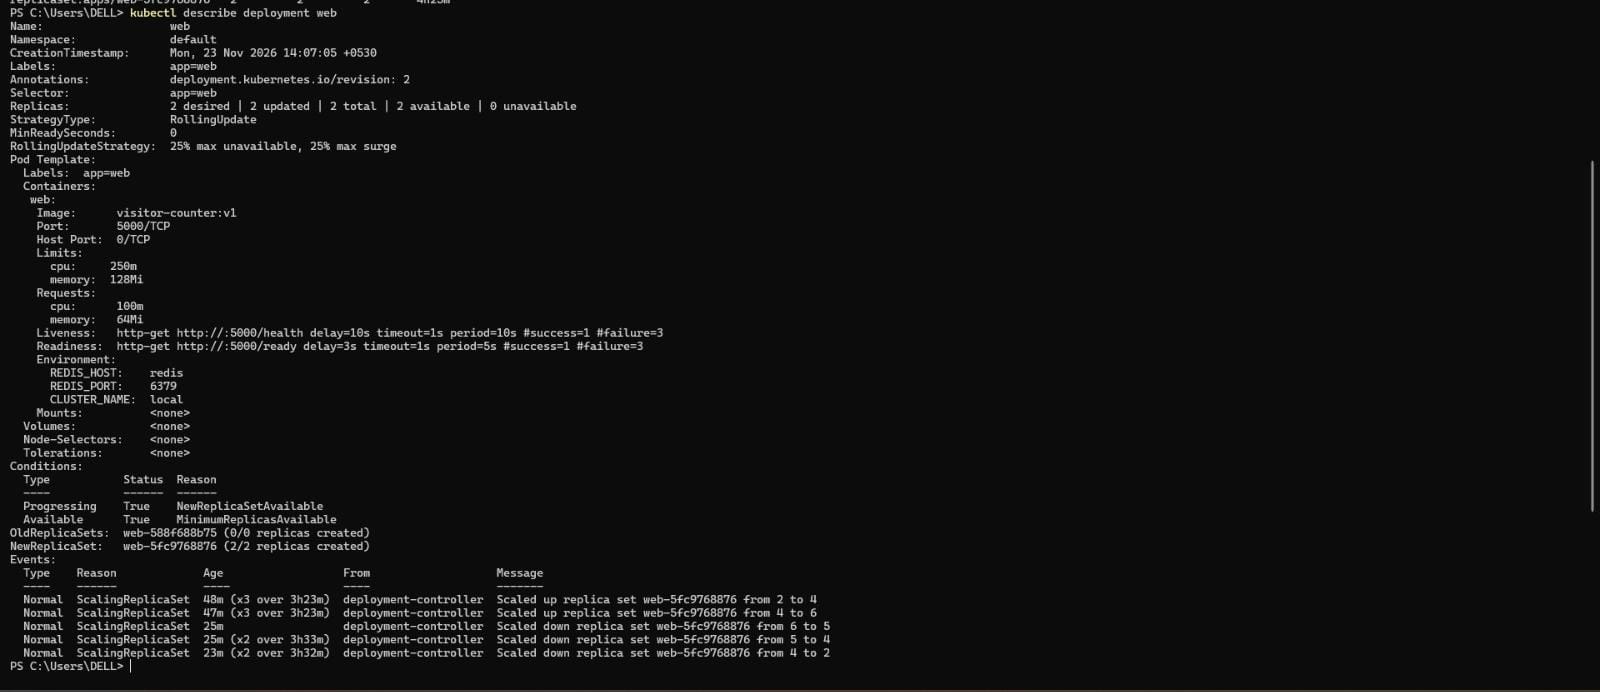 replicaset.apps/web-5fc9768876   2         2         2       4h23m
PS C:\Users\DELL> kubectl describe deployment web
Name:                   web
Namespace:              default
CreationTimestamp:      Mon, 23 Nov 2026 14:07:05 +0530
Labels:                 app=web
Annotations:            deployment.kubernetes.io/revision: 2
Selector:               app=web
Replicas:               2 desired | 2 updated | 2 total | 2 available | 0 unavailable
StrategyType:           RollingUpdate
MinReadySeconds:        0
RollingUpdateStrategy:  25% max unavailable, 25% max surge
Pod Template:
  Labels:  app=web
  Containers:
   web:
    Image:      visitor-counter:v1
    Port:       5000/TCP
    Host Port:  0/TCP
    Limits:
      cpu:     250m
      memory:  128Mi
    Requests:
      cpu:      100m
      memory:   64Mi
    Liveness:   http-get http://:5000/health delay=10s timeout=1s period=10s #success=1 #failure=3
    Readiness:  http-get http://:5000/ready delay=3s timeout=1s period=5s #success=1 #failure=3
    Environment:
      REDIS_HOST:    redis
      REDIS_PORT:    6379
      CLUSTER_NAME:  local
    Mounts:          <none>
  Volumes:           <none>
  Node-Selectors:    <none>
  Tolerations:       <none>
Conditions:
  Type           Status  Reason
  ----           ------  ------
  Progressing    True    NewReplicaSetAvailable
  Available      True    MinimumReplicasAvailable
OldReplicaSets:  web-588f688b75 (0/0 replicas created)
NewReplicaSet:   web-5fc9768876 (2/2 replicas created)
Events:
  Type    Reason             Age                  From                   Message
  ----    ------             ----                 ----                   -------
  Normal  ScalingReplicaSet  48m (x3 over 3h23m)  deployment-controller  Scaled up replica set web-5fc9768876 from 2 to 4
  Normal  ScalingReplicaSet  47m (x3 over 3h23m)  deployment-controller  Scaled up replica set web-5fc9768876 from 4 to 6
  Normal  ScalingReplicaSet  25m                  deployment-controller  Scaled down replica set web-5fc9768876 from 6 to 5
  Normal  ScalingReplicaSet  25m (x2 over 3h33m)  deployment-controller  Scaled down replica set web-5fc9768876 from 5 to 4
  Normal  ScalingReplicaSet  23m (x2 over 3h32m)  deployment-controller  Scaled down replica set web-5fc9768876 from 4 to 2
PS C:\Users\DELL>